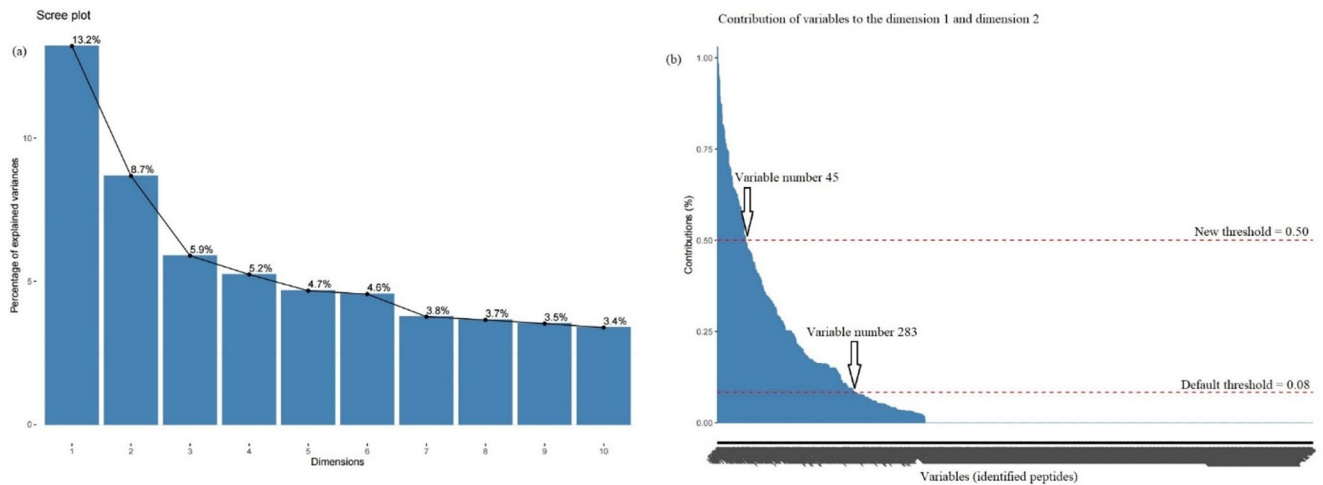 Scree plot
(a)
13.2%
8.7%
5.9%
5.2%
4.7%
4.6%
3.8%
3.7%
3.5%
3.4%
Percentage of explained variances
10
5
0
1 2 3 4 5 6 7 8 9 10
Dimensions
Contribution of variables to the dimension 1 and dimension 2
(b)
1.00
0.75
0.50
0.25
0.00
Contributions (%)
Variable number 45
New threshold = 0.50
Variable number 283
Default threshold = 0.08
Variables (identified peptides)